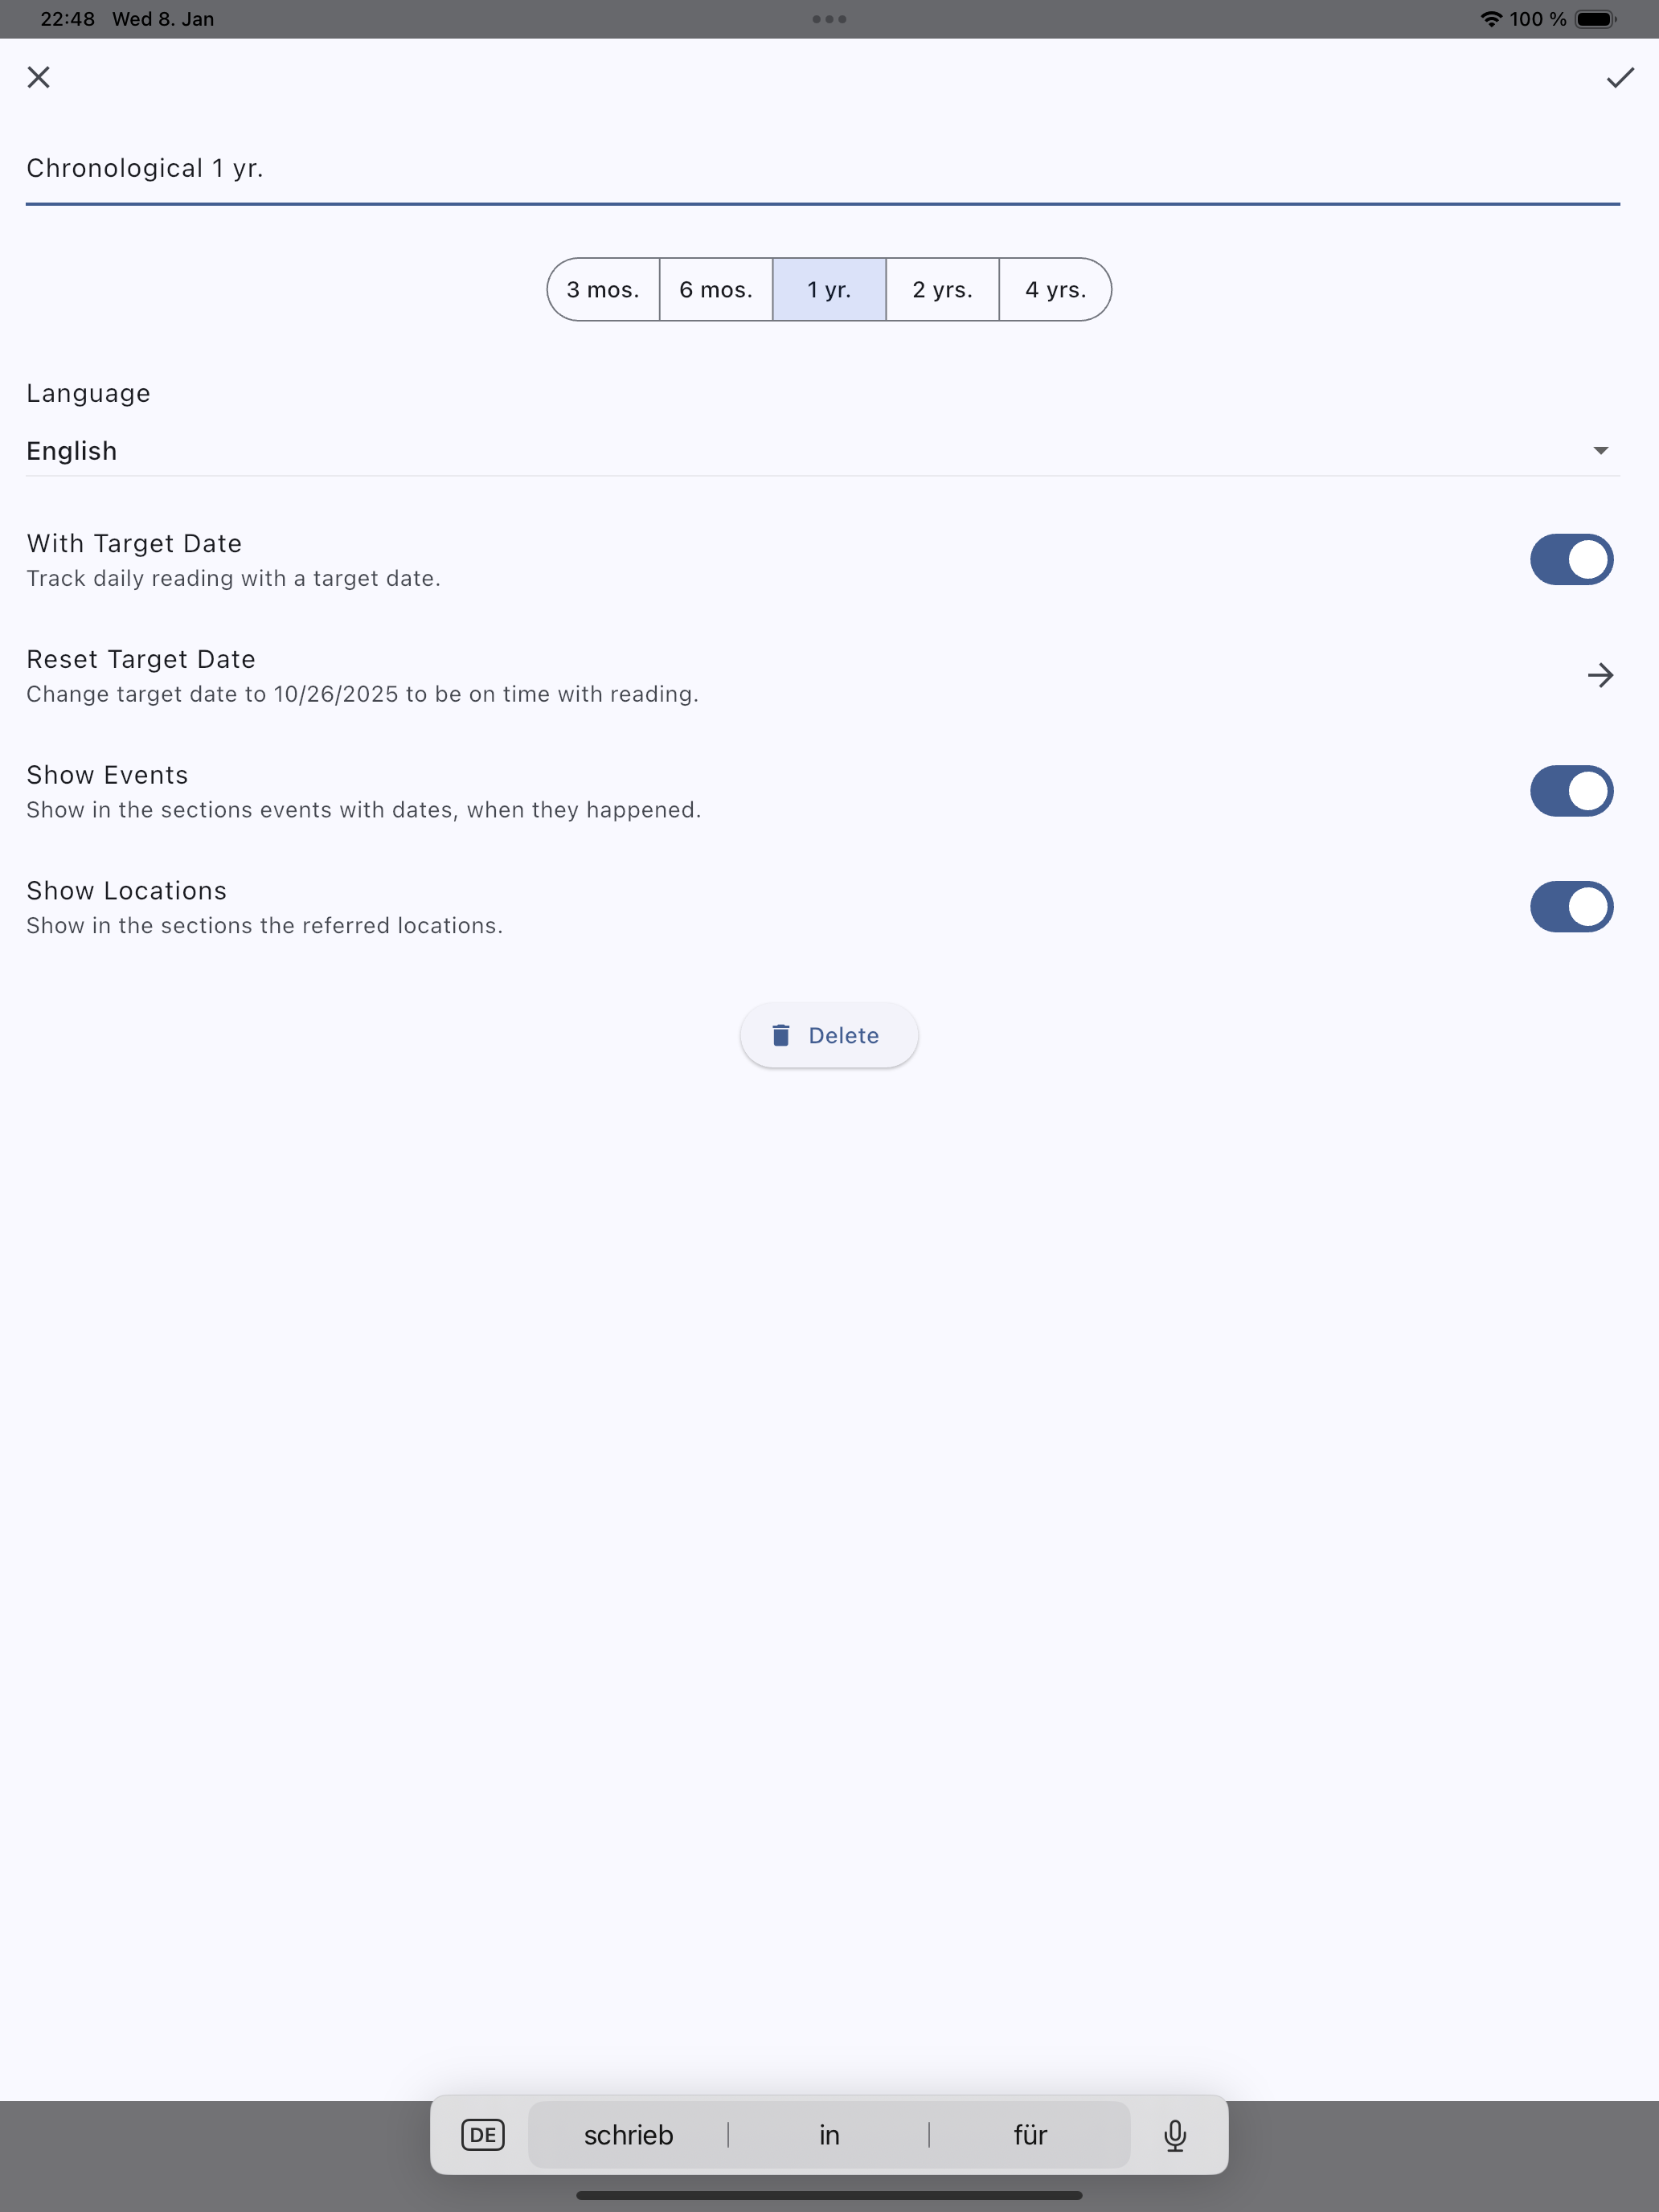 22:48 Wed 8. Jan
100 %
Chronological 1 yr.
3 mos. 6 mos. 1 yr. 2 yrs. 4 yrs.
Language
English
With Target Date
Track daily reading with a target date.
Reset Target Date
Change target date to 10/26/2025 to be on time with reading.
Show Events
Show in the sections events with dates, when they happened.
Show Locations
Show in the sections the referred locations.
Delete
DE schrieb in für